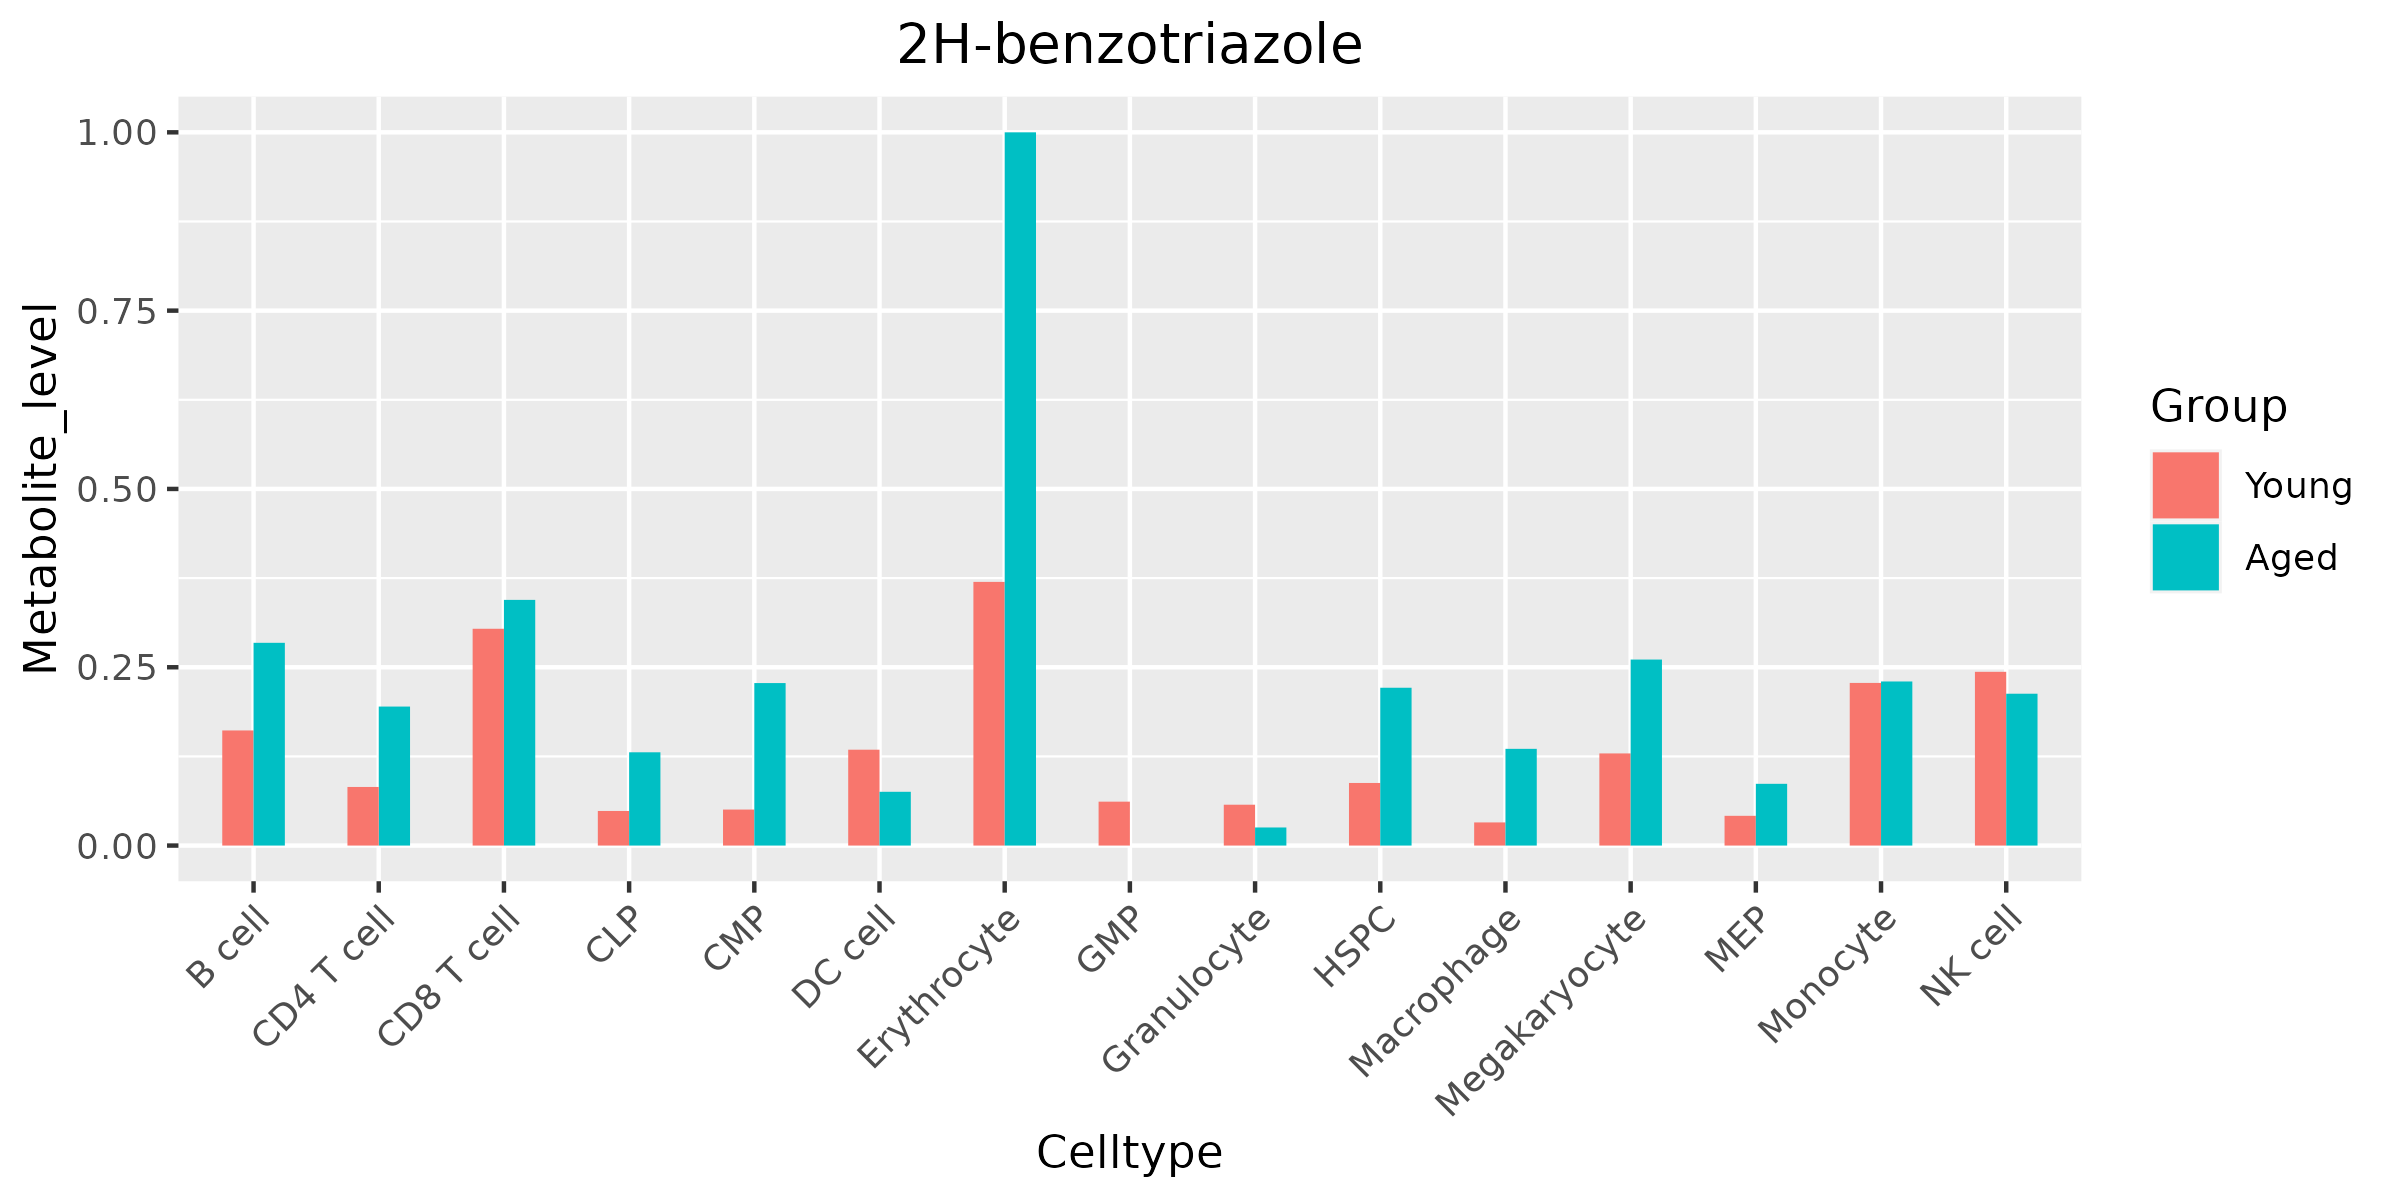 2H-benzotriazole
Metabolite_level
1.00
0.75
0.50
0.25
0.00
B cell
CD4 T cell
CD8 T cell
CLP
CMP
DC cell
Erythrocyte
GMP
Granulocyte
HSPC
Macrophage
Megakaryocyte
MEP
Monocyte
NK cell
Celltype
Group
Young
Aged